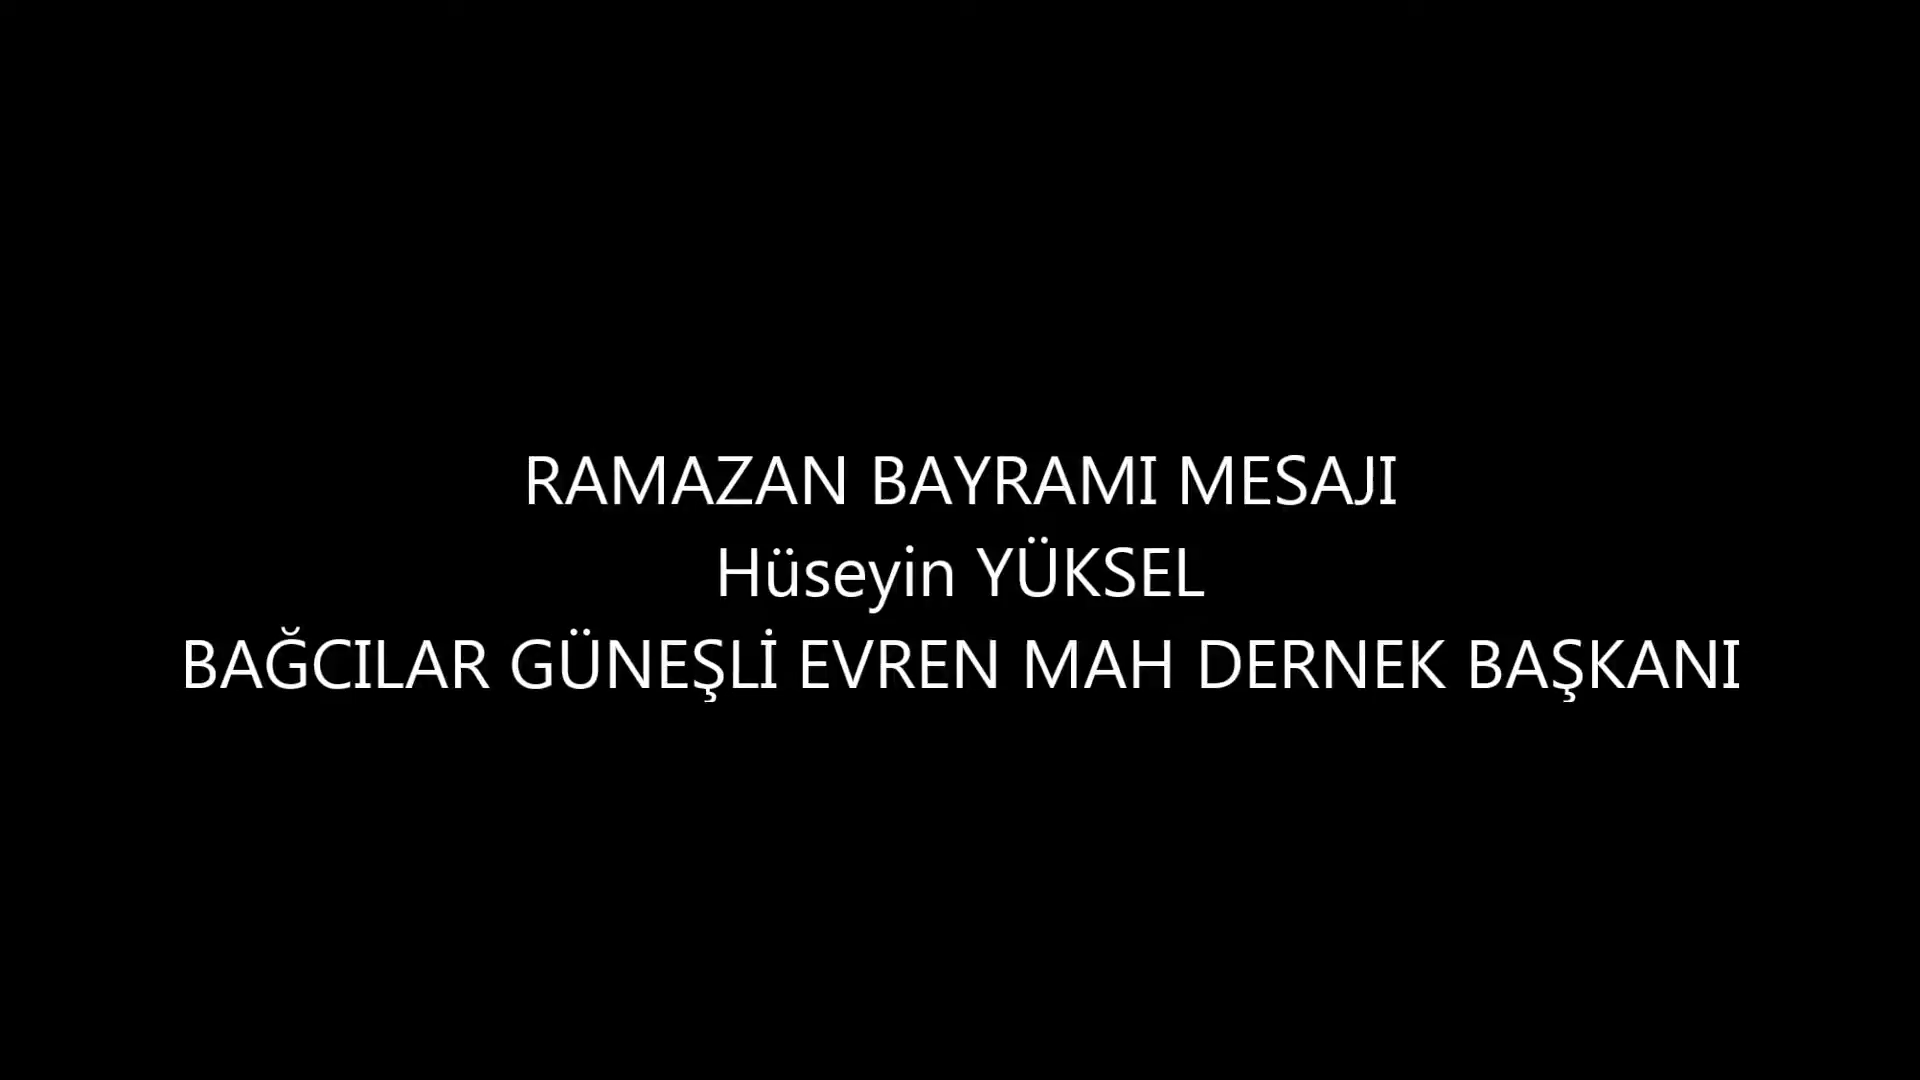 RAMAZAN BAYRAMI MESAJI
Hüseyin YÜKSEL
BAĞCILAR GÜNEŞLİ EVREN MAH DERNEK BAŞKANI